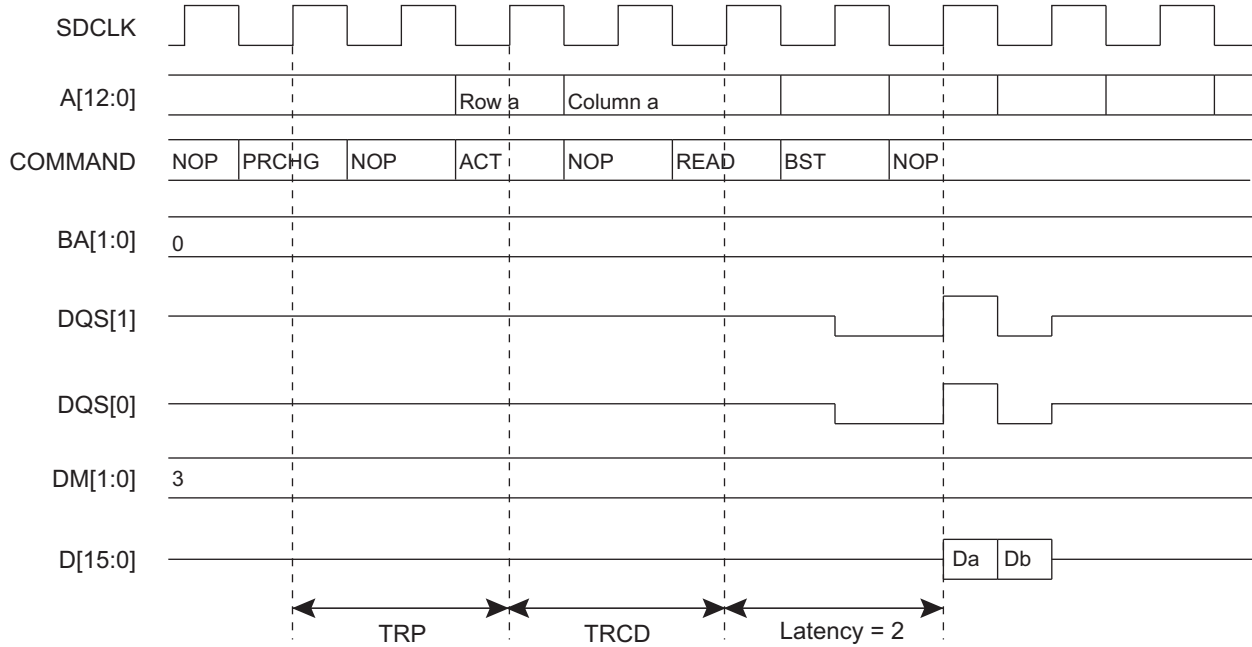 SDCLK
A[12:0] Row a Column a
COMMAND NOP PRCHG NOP ACT NOP READ BST NOP
BA[1:0] 0
DQS[1]
DQS[0]
DM[1:0] 3
D[15:0] Da Db
TRP TRCD Latency = 2